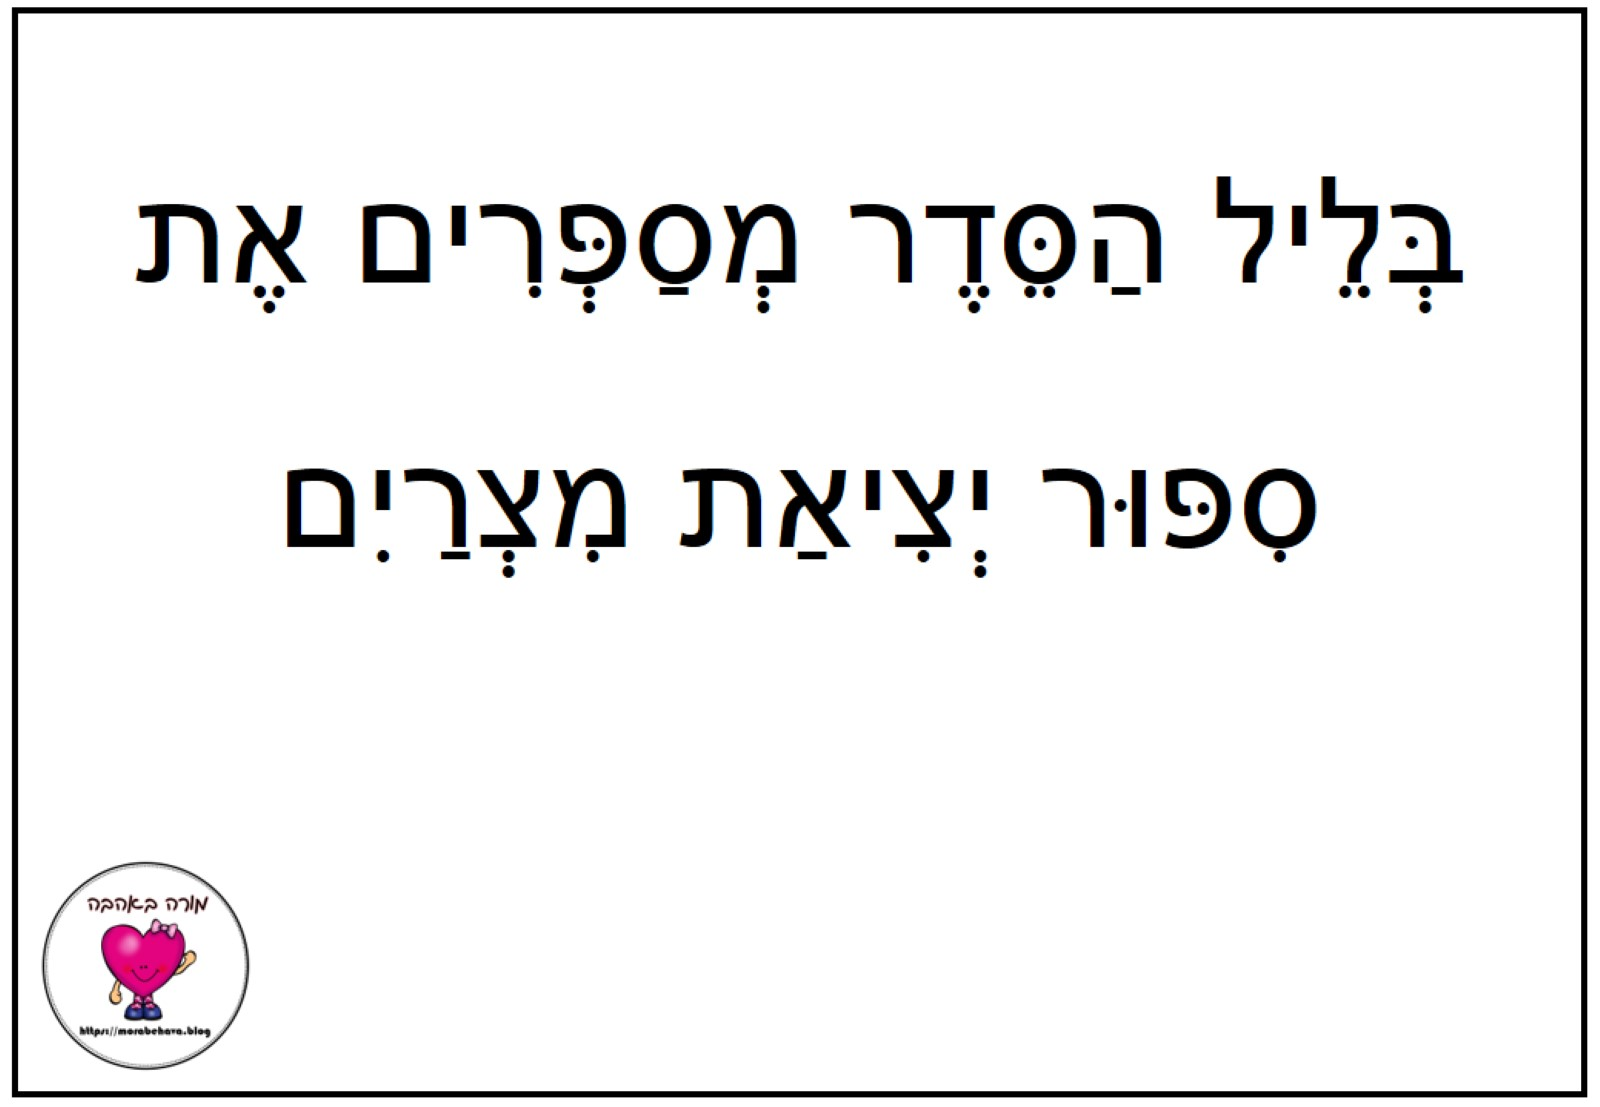 בְּלֵיל הַסֵּדֶר מְסַפְּרִים אֶת
סִפּוּר יְצִיאַת מִצְרַיִם
מורה באהבה
https://morabehava.blog